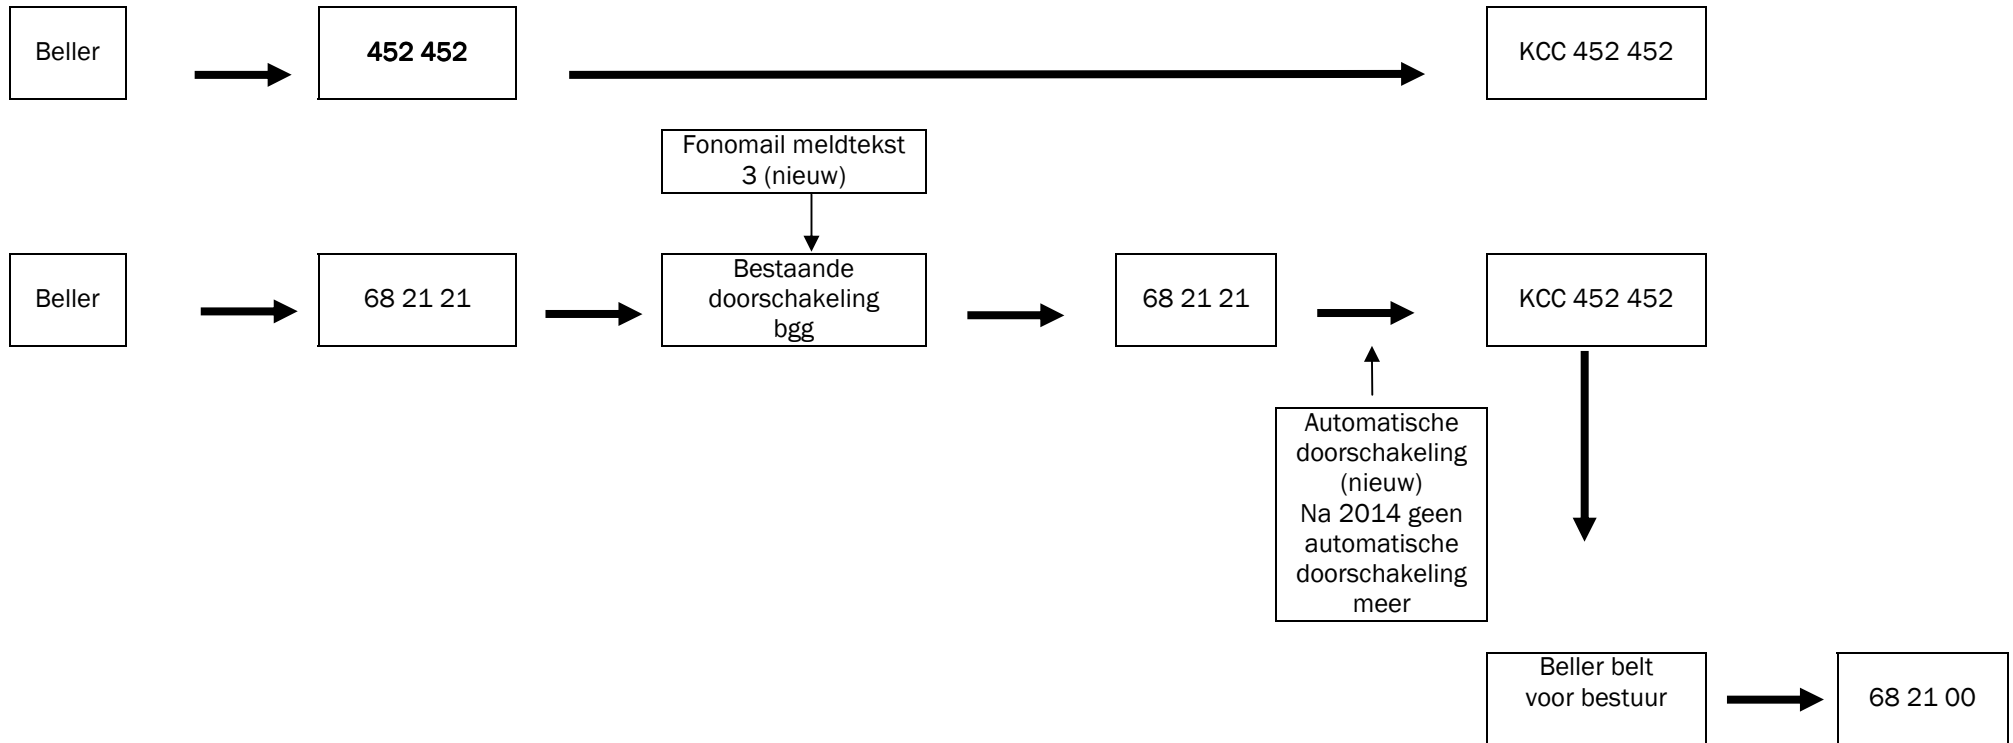 Beller
452 452
KCC 452 452
Fonomail meldtekst
3 (nieuw)
Beller
68 21 21
Bestaande
doorschakeling
bgg
68 21 21
KCC 452 452
Automatische
doorschakeling
(nieuw)
Na 2014 geen
automatische
doorschakeling
meer
Beller belt
voor bestuur
68 21 00